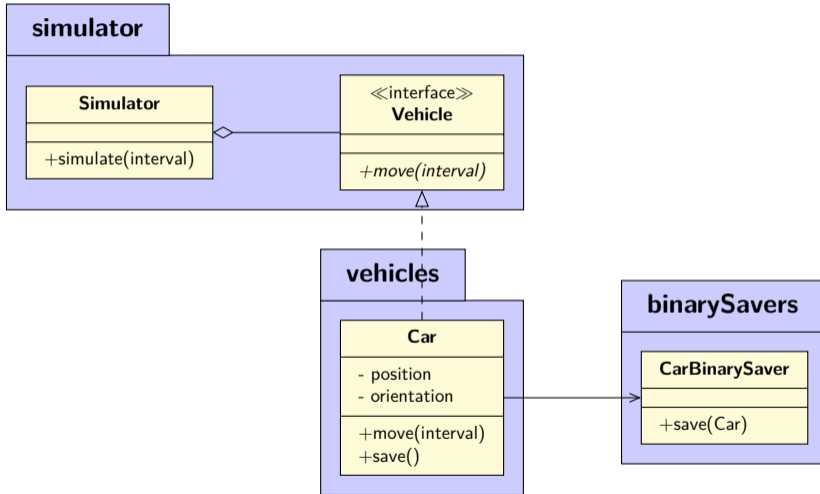 simulator
Simulator
+simulate(interval)
≪interface≫
Vehicle
+move(interval)
vehicles
Car
- position
- orientation
+move(interval)
+save()
binarySavers
CarBinarySaver
+save(Car)